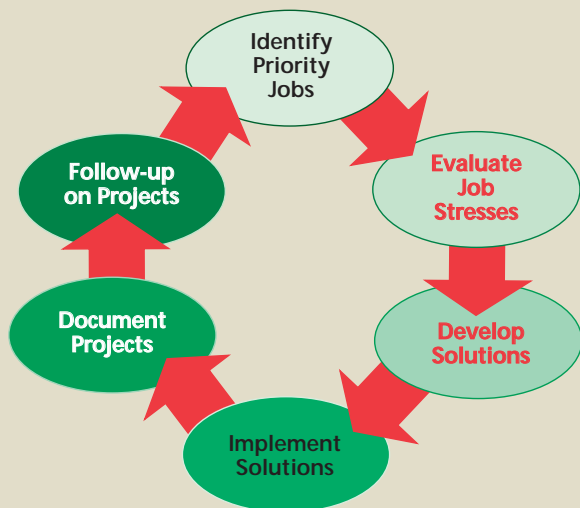 Identify
Priority
Jobs
Evaluate
Job
Stresses
Develop
Solutions
Implement
Solutions
Document
Projects
Follow-up
on Projects